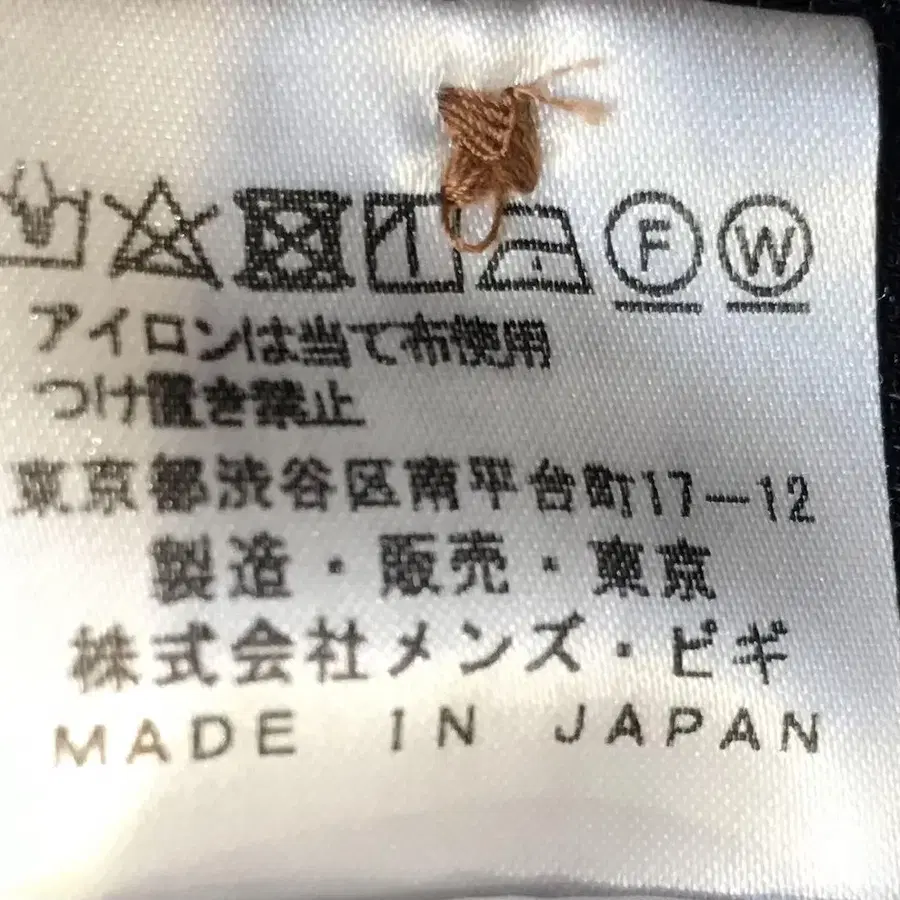 F W
アイロンは当て布使用
つけ置き禁止
東京都渋谷区南平台町17-12
製造・販売・東京
株式会社メンズ・ビギ
MADE IN JAPAN